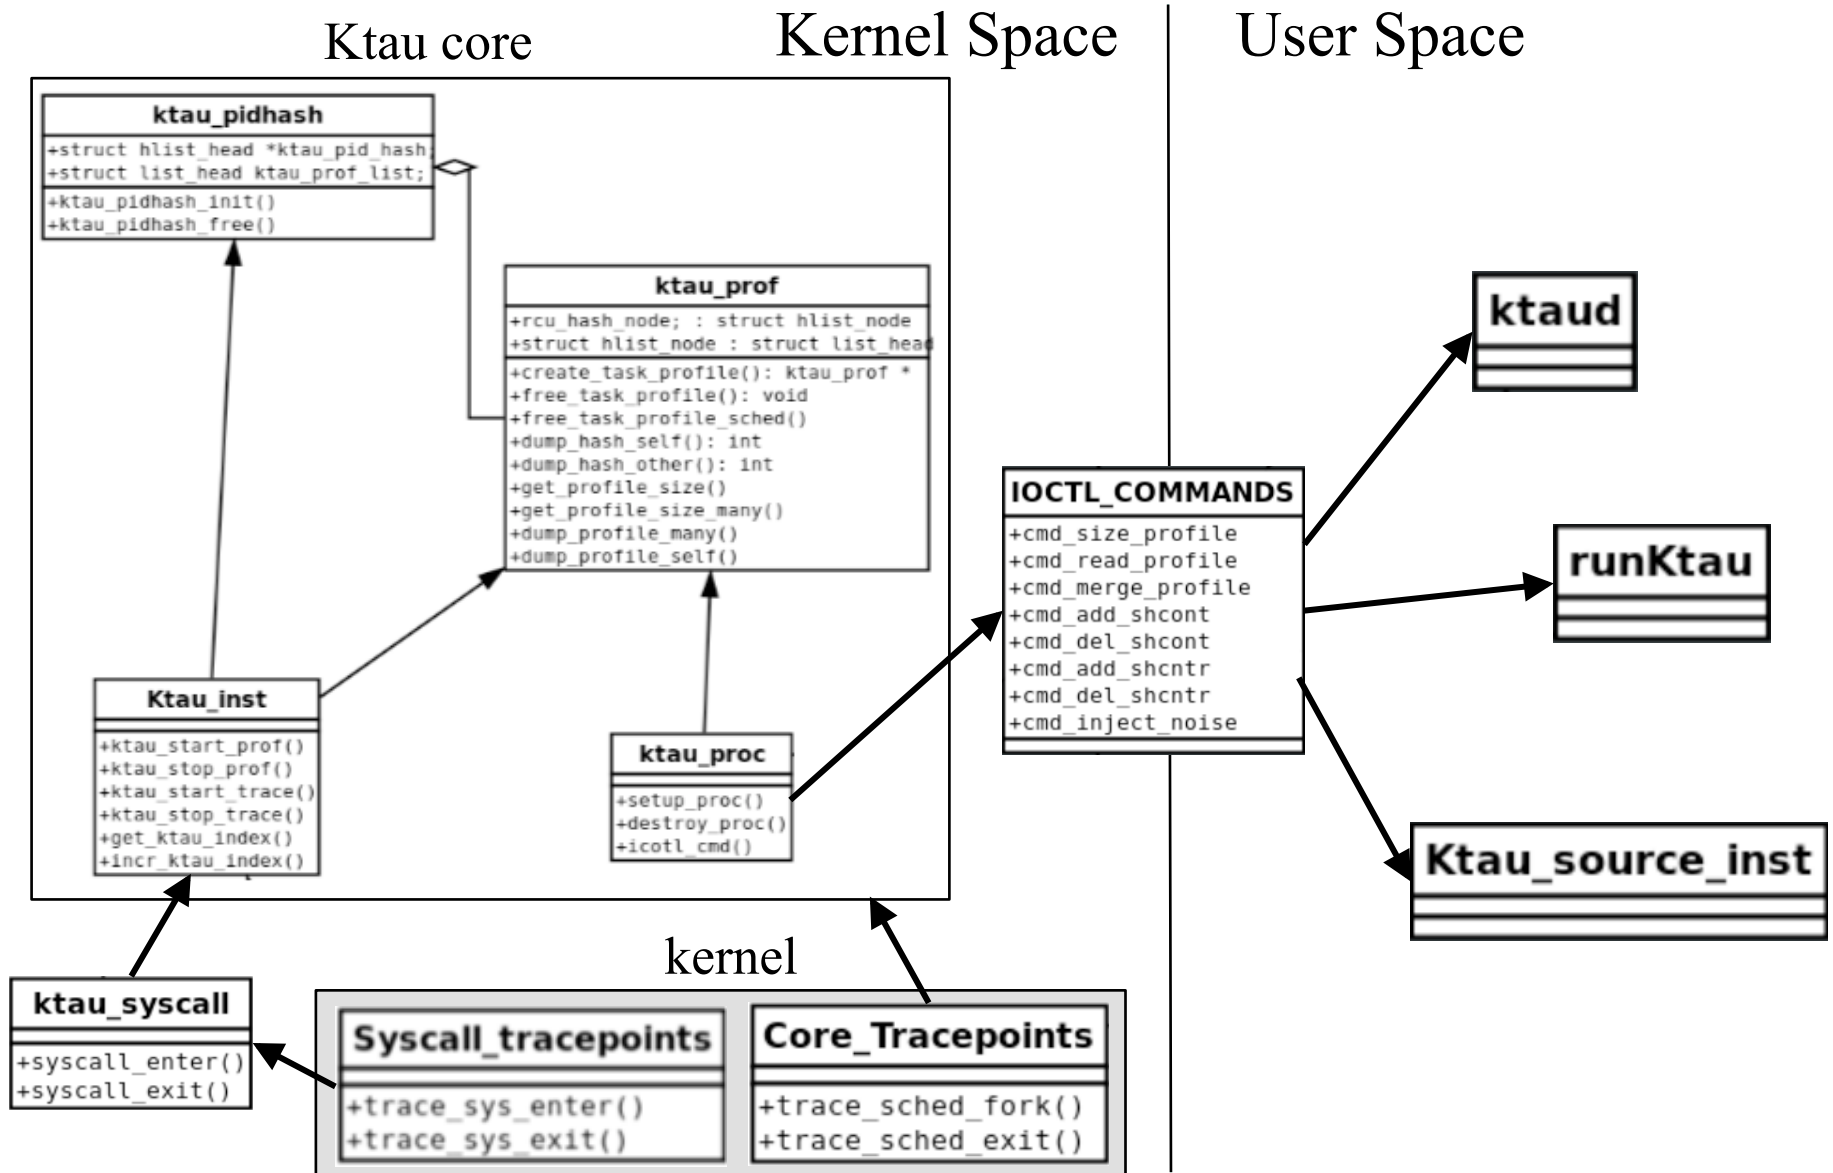 Ktau core
Kernel Space
User Space
ktau_pidhash
+struct hlist_head *ktau_pid_hash;
+struct list_head ktau_prof_list;
+ktau_pidhash_init()
+ktau_pidhash_free()
ktau_prof
+rcu_hash_node; : struct hlist_node
+struct hlist_node : struct list_head
+create_task_profile(): ktau_prof *
+free_task_profile(): void
+free_task_profile_sched()
+dump_hash_self(): int
+dump_hash_other(): int
+get_profile_size()
+get_profile_size_many()
+dump_profile_many()
+dump_profile_self()
Ktau_inst
+ktau_start_prof()
+ktau_stop_prof()
+ktau_start_trace()
+ktau_stop_trace()
+get_ktau_index()
+incr_ktau_index()
ktau_proc
+setup_proc()
+destroy_proc()
+icotl_cmd()
IOCTL_COMMANDS
+cmd_size_profile
+cmd_read_profile
+cmd_merge_profile
+cmd_add_shcont
+cmd_del_shcont
+cmd_add_shcntr
+cmd_del_shcntr
+cmd_inject_noise
ktaud
runKtau
Ktau_source_inst
kernel
ktau_syscall
+syscall_enter()
+syscall_exit()
Syscall_tracepoints
+trace_sys_enter()
+trace_sys_exit()
Core_Tracepoints
+trace_sched_fork()
+trace_sched_exit()